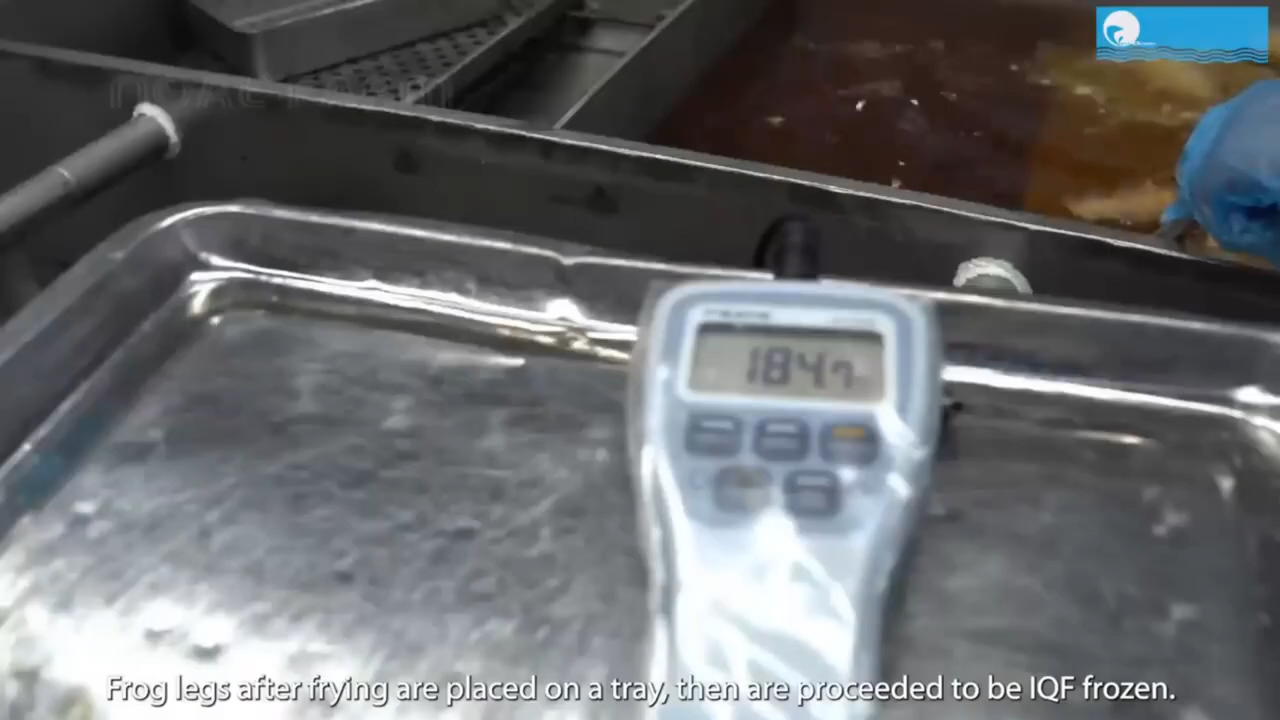 184.7
Frog legs after frying are placed on a tray, then are proceeded to be IQF frozen.